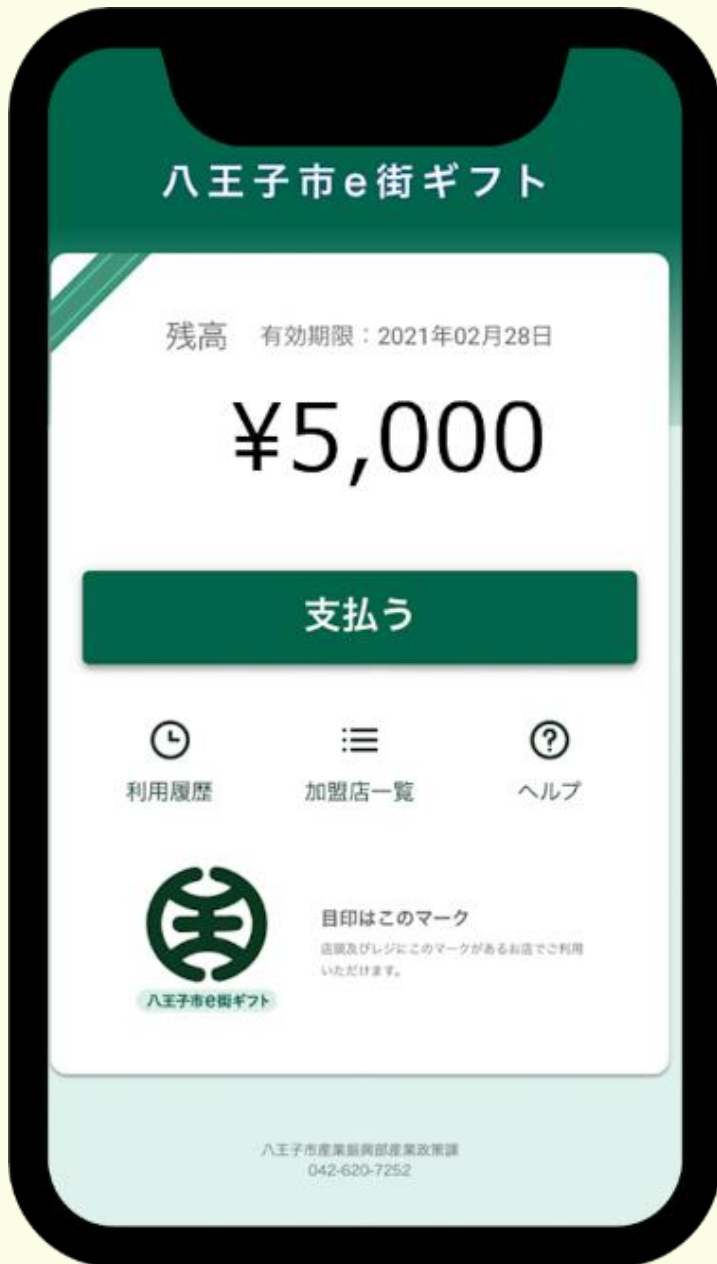 八王子市e街ギフト
残高 有効期限：2021年02月28日
¥5,000
支払う
利用履歴 加盟店一覧 ヘルプ
目印はこのマーク
店頭及びレジにこのマークがあるお店でご利用
いただけます。
八王子市e街ギフト
八王子市産業振興部産業政策課
042-620-7252